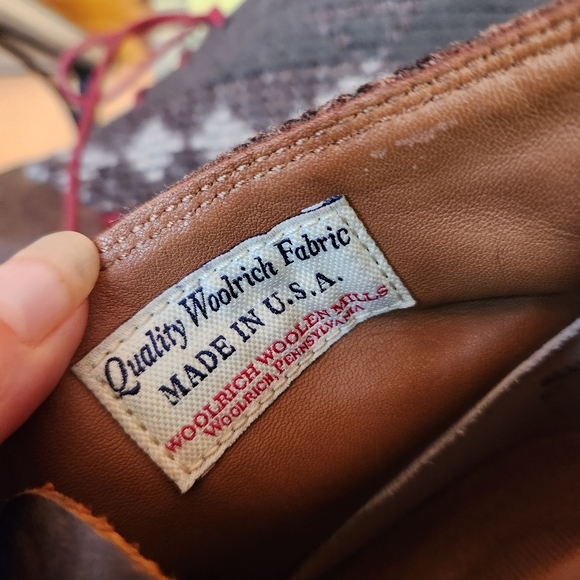 Quality Woolrich Fabric
MADE IN U.S.A.
WOOLRICH WOOLEN MILLS
WOOLRICH PENNSYLVANIA